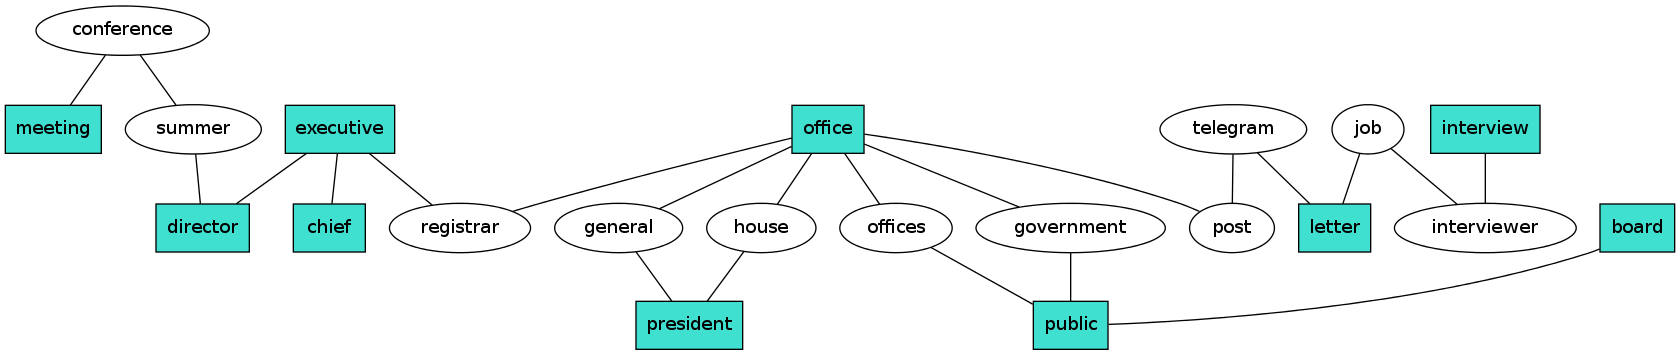 conference
meeting
summer
executive
office
telegram
job
interview
director
chief
registrar
general
house
offices
government
post
letter
interviewer
board
president
public